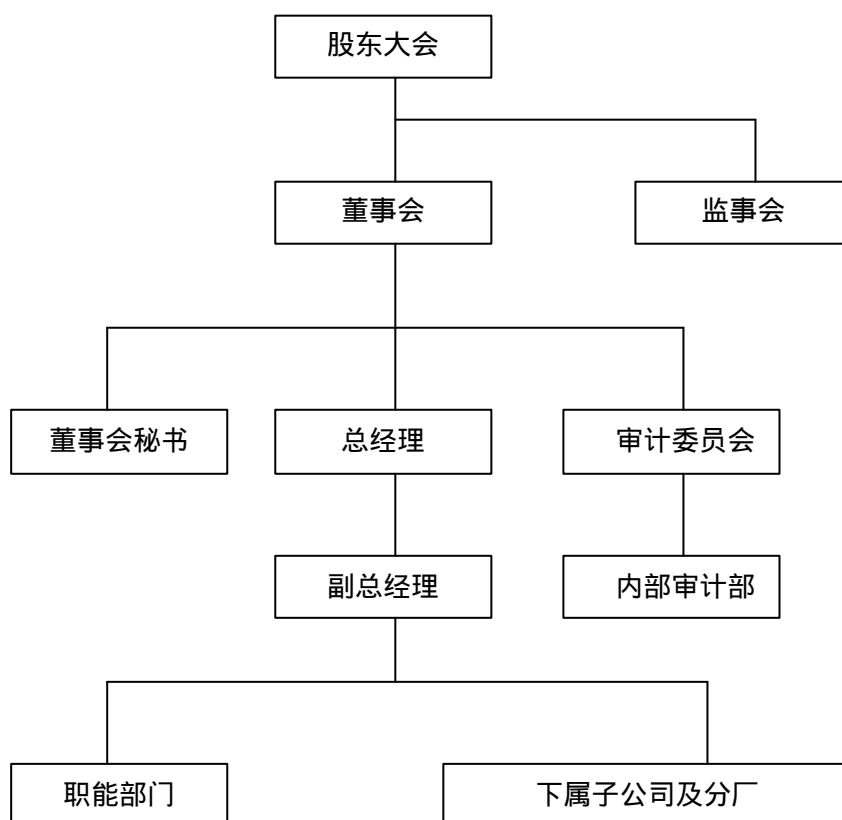 股东大会
董事会
监事会
董事会秘书
总经理
审计委员会
副总经理
内部审计部
职能部门
下属子公司及分厂